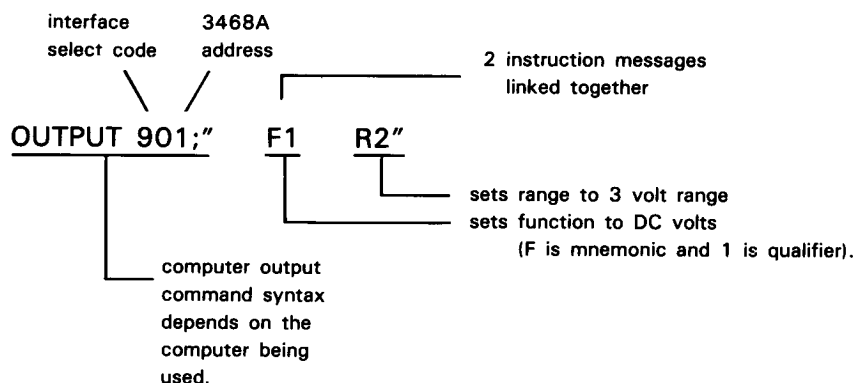 interface
select code
3468A
address
2 instruction messages
linked together
OUTPUT 901;" F1 R2"
sets range to 3 volt range
sets function to DC volts
(F is mnemonic and 1 is qualifier).
computer output
command syntax
depends on the
computer being
used.